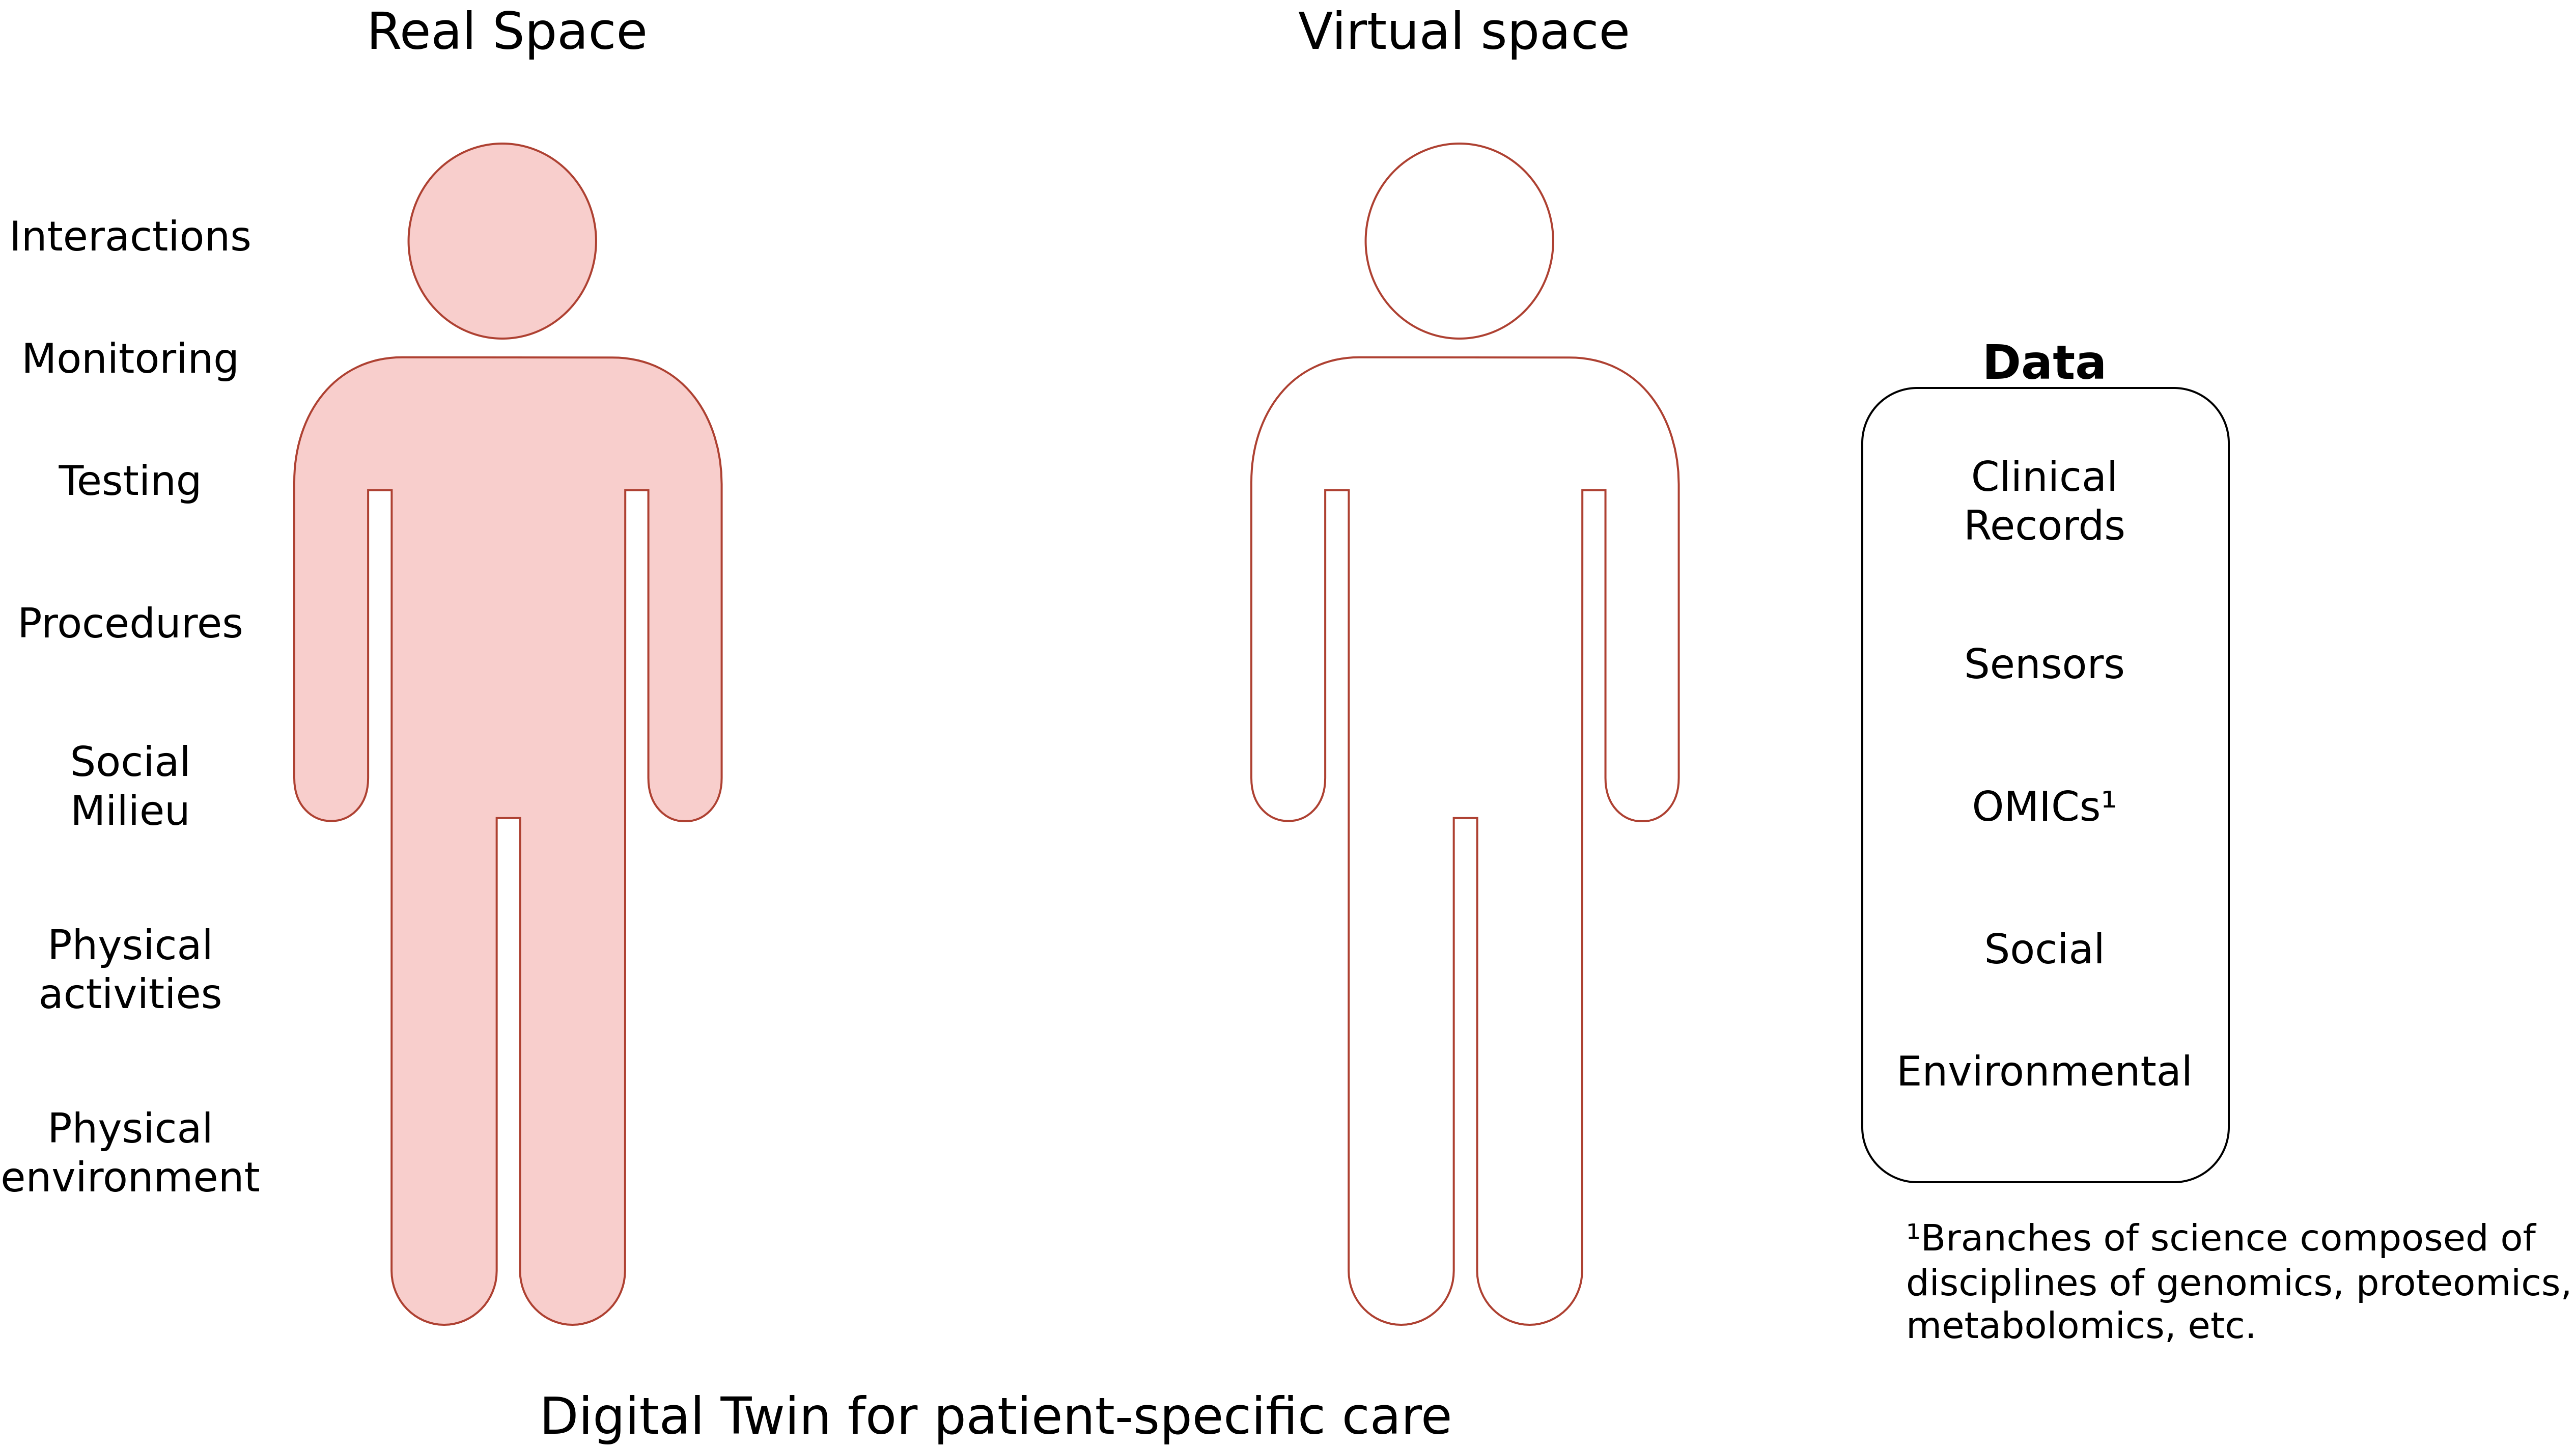 Real Space
Virtual space
Interactions
Monitoring
Testing
Procedures
Social
Milieu
Physical
activities
Physical
environment
Data
Clinical
Records
Sensors
OMICs¹
Social
Environmental
¹Branches of science composed of
disciplines of genomics, proteomics,
metabolomics, etc.
Digital Twin for patient-specific care